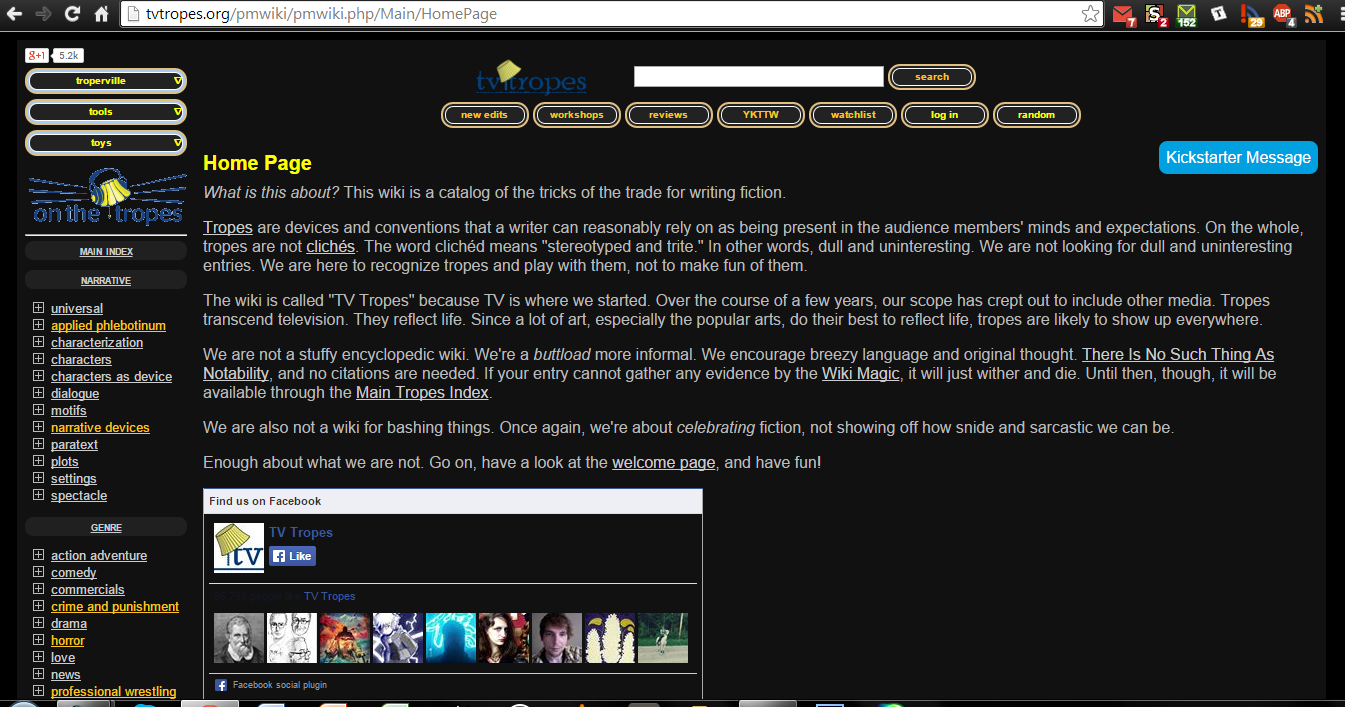 tvtropes.org/pmwiki/pmwiki.php/Main/HomePage
7
2
152
T
29
ABP
4
g+1 5.2k
troperville
tools
toys
on the tropes
MAIN INDEX
NARRATIVE
universal
applied phlebotinum
characterization
characters
characters as device
dialogue
motifs
narrative devices
paratext
plots
settings
spectacle
GENRE
action adventure
comedy
commercials
crime and punishment
drama
horror
love
news
professional wrestling
tvtropes
search
new edits workshops reviews YKTTW watchlist log in random
Kickstarter Message
Home Page
What is this about? This wiki is a catalog of the tricks of the trade for writing fiction.
Tropes are devices and conventions that a writer can reasonably rely on as being present in the audience members' minds and expectations. On the whole,
tropes are not clichés. The word clichéd means "stereotyped and trite." In other words, dull and uninteresting. We are not looking for dull and uninteresting
entries. We are here to recognize tropes and play with them, not to make fun of them.
The wiki is called "TV Tropes" because TV is where we started. Over the course of a few years, our scope has crept out to include other media. Tropes
transcend television. They reflect life. Since a lot of art, especially the popular arts, do their best to reflect life, tropes are likely to show up everywhere.
We are not a stuffy encyclopedic wiki. We're a buttload more informal. We encourage breezy language and original thought. There Is No Such Thing As
Notability, and no citations are needed. If your entry cannot gather any evidence by the Wiki Magic, it will just wither and die. Until then, though, it will be
available through the Main Tropes Index.
We are also not a wiki for bashing things. Once again, we're about celebrating fiction, not showing off how snide and sarcastic we can be.
Enough about what we are not. Go on, have a look at the welcome page, and have fun!
Find us on Facebook
tv
TV Tropes
Like
TV Tropes
Facebook social plugin